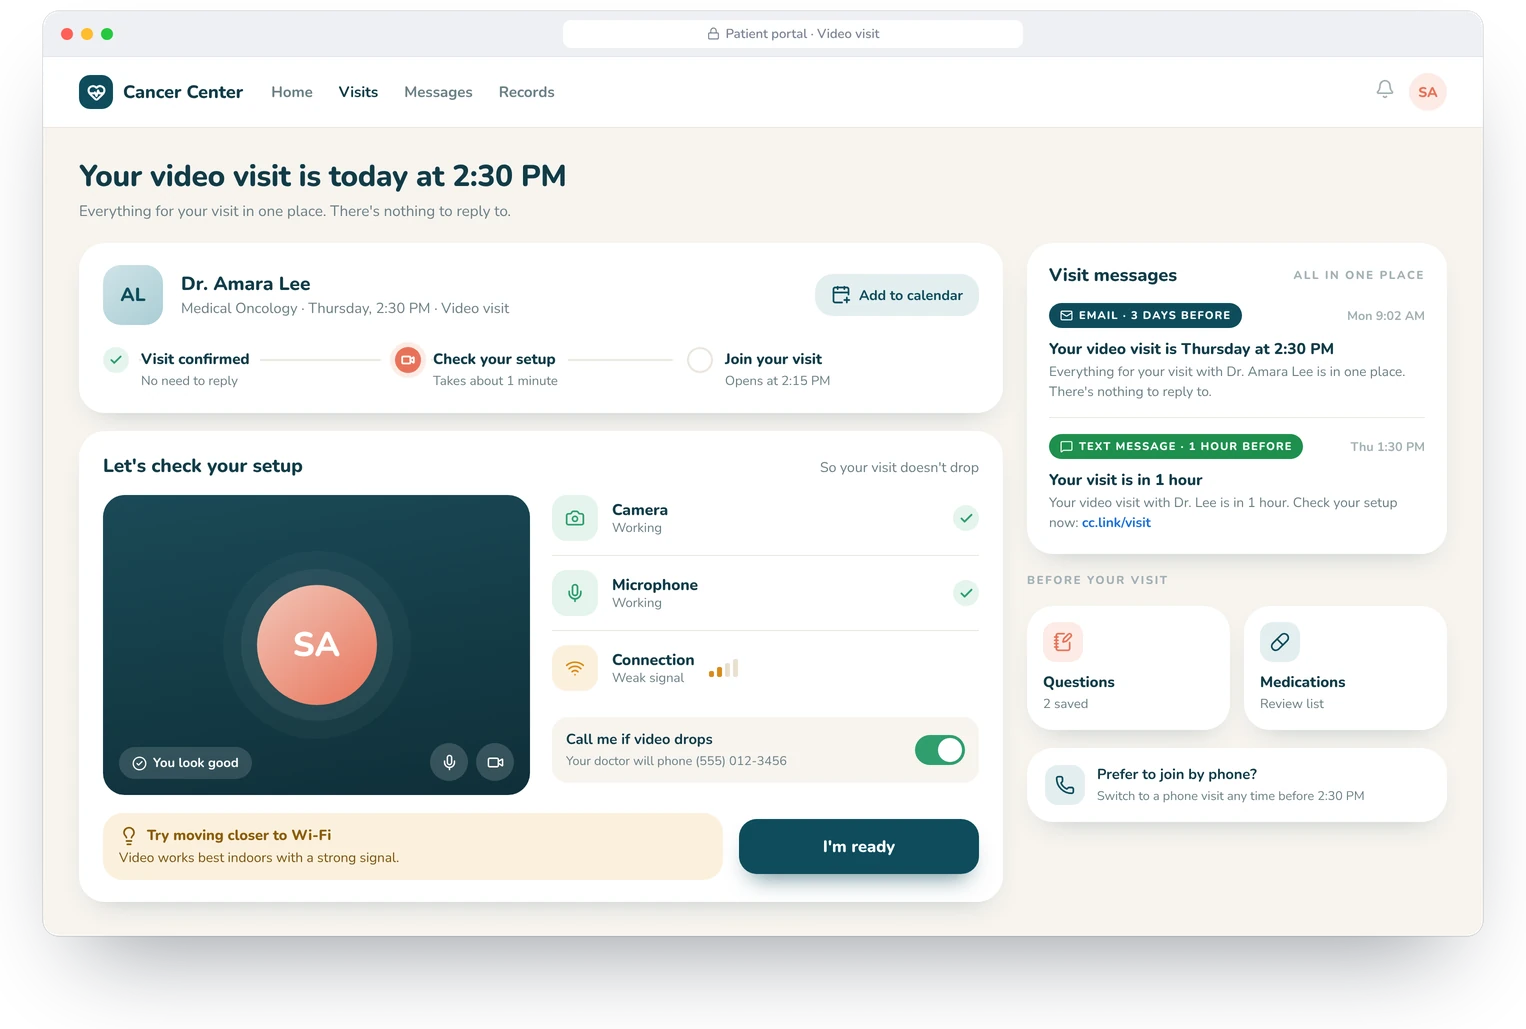 Patient portal · Video visit
Cancer Center
Home
Visits
Messages
Records
SA
Your video visit is today at 2:30 PM
Everything for your visit in one place. There's nothing to reply to.
AL
Dr. Amara Lee
Medical Oncology · Thursday, 2:30 PM · Video visit
Add to calendar
Visit confirmed
No need to reply
Check your setup
Takes about 1 minute
Join your visit
Opens at 2:15 PM
Let's check your setup
So your visit doesn't drop
SA
You look good
Camera
Working
Microphone
Working
Connection
Weak signal
Call me if video drops
Your doctor will phone (555) 012-3456
Try moving closer to Wi-Fi
Video works best indoors with a strong signal.
I'm ready
Visit messages
ALL IN ONE PLACE
EMAIL · 3 DAYS BEFORE
Mon 9:02 AM
Your video visit is Thursday at 2:30 PM
Everything for your visit with Dr. Amara Lee is in one place.
There's nothing to reply to.
TEXT MESSAGE · 1 HOUR BEFORE
Thu 1:30 PM
Your visit is in 1 hour
Your video visit with Dr. Lee is in 1 hour. Check your setup
now: cc.link/visit
BEFORE YOUR VISIT
Questions
2 saved
Medications
Review list
Prefer to join by phone?
Switch to a phone visit any time before 2:30 PM